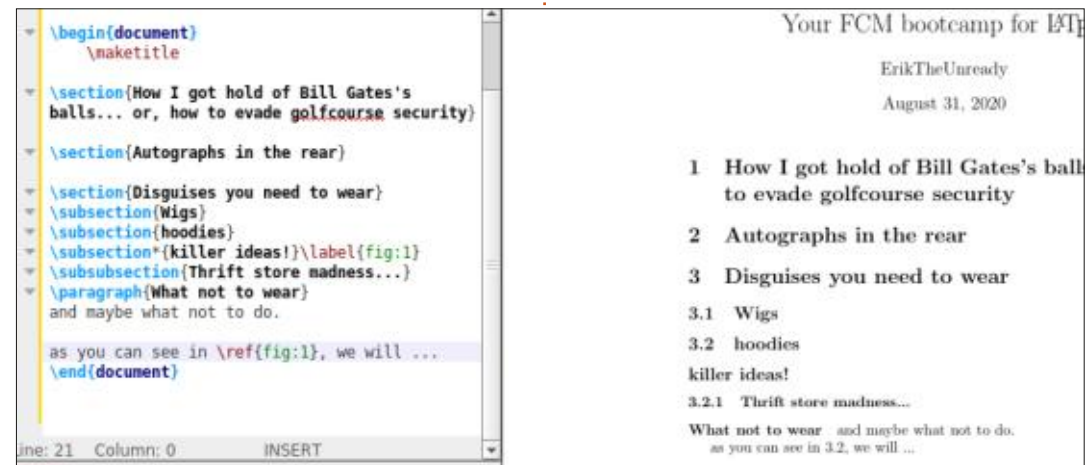 \begin{document}
\maketitle
\section{How I got hold of Bill Gates's
balls... or, how to evade golfcourse security}
\section{Autographs in the rear}
\section{Disguises you need to wear}
\subsection{Wigs}
\subsection{hoodies}
\subsection*{killer ideas!}\label{fig:1}
\subsubsection{Thrift store madness...}
\paragraph{What not to wear}
and maybe what not to do.
as you can see in \ref{fig:1}, we will ...
\end{document}
ine: 21 Column: 0 INSERT
Your FCM bootcamp for LATE
ErikTheUnready
August 31, 2020
1 How I got hold of Bill Gates's balls
to evade golfcourse security
2 Autographs in the rear
3 Disguises you need to wear
3.1 Wigs
3.2 hoodies
killer ideas!
3.2.1 Thrift store madness...
What not to wear and maybe what not to do.
as you can see in 3.2, we will ...